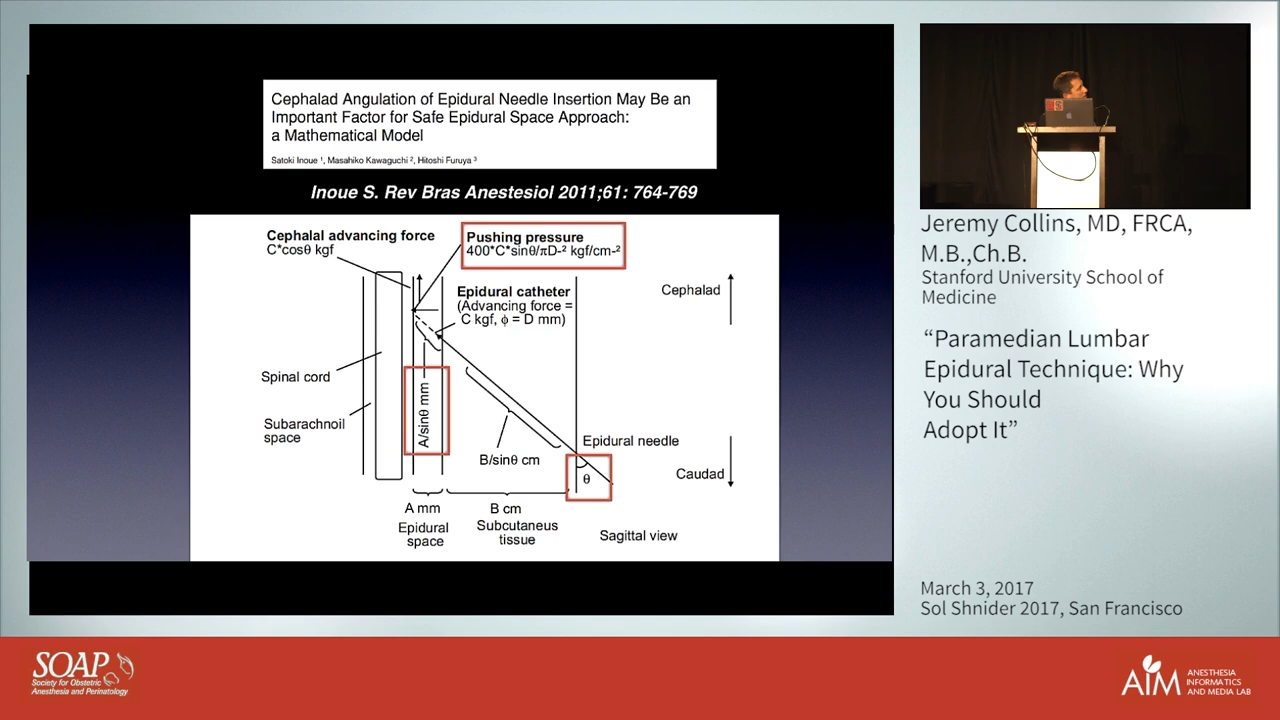 Cephalad Angulation of Epidural Needle Insertion May Be an
Important Factor for Safe Epidural Space Approach:
a Mathematical Model
Satoki Inoue ¹, Masahiko Kawaguchi ², Hitoshi Furuya ³
Inoue S. Rev Bras Anestesiol 2011;61: 764-769
Cephalal advancing force
C*cosθ kgf
Pushing pressure
400*C*sinθ/πD-² kgf/cm-²
Epidural catheter
(Advancing force =
C kgf, ϕ = D mm)
Cephalad
Spinal cord
Subarachnoil
space
A/sinθ mm
B/sinθ cm
Epidural needle
θ
Caudad
A mm
Epidural
space
B cm
Subcutaneus
tissue
Sagittal view
Jeremy Collins, MD, FRCA,
M.B.,Ch.B.
Stanford University School of
Medicine
“Paramedian Lumbar
Epidural Technique: Why
You Should
Adopt It”
March 3, 2017
Sol Shnider 2017, San Francisco
SOAP
Society for Obstetric
Anesthesia and Perinatology
AIM
ANESTHESIA
INFORMATICS
AND MEDIA LAB